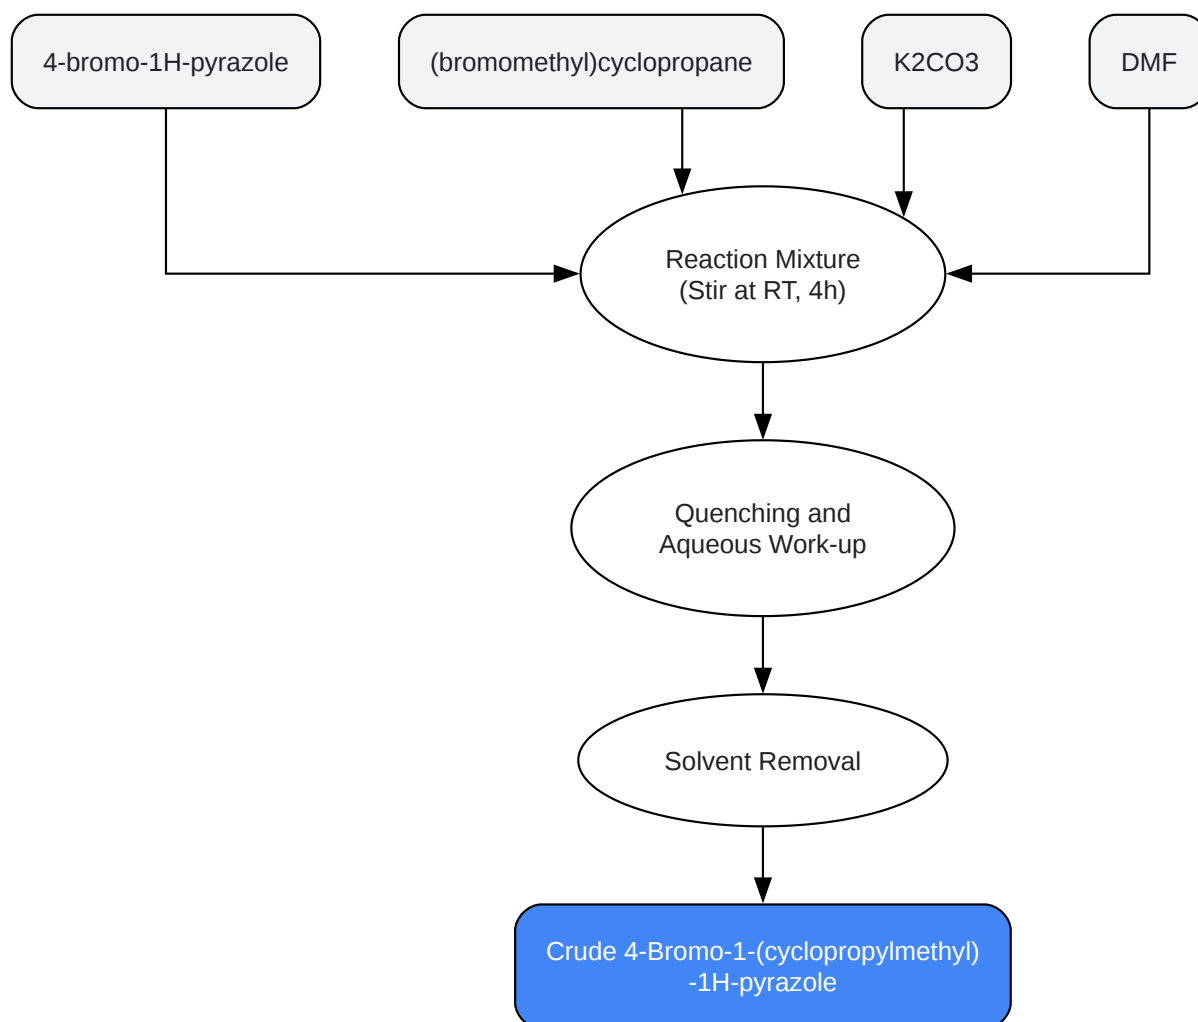 4-bromo-1H-pyrazole
(bromomethyl)cyclopropane
K2CO3
DMF
Reaction Mixture
(Stir at RT, 4h)
Quenching and
Aqueous Work-up
Solvent Removal
Crude 4-Bromo-1-(cyclopropylmethyl)
-1H-pyrazole